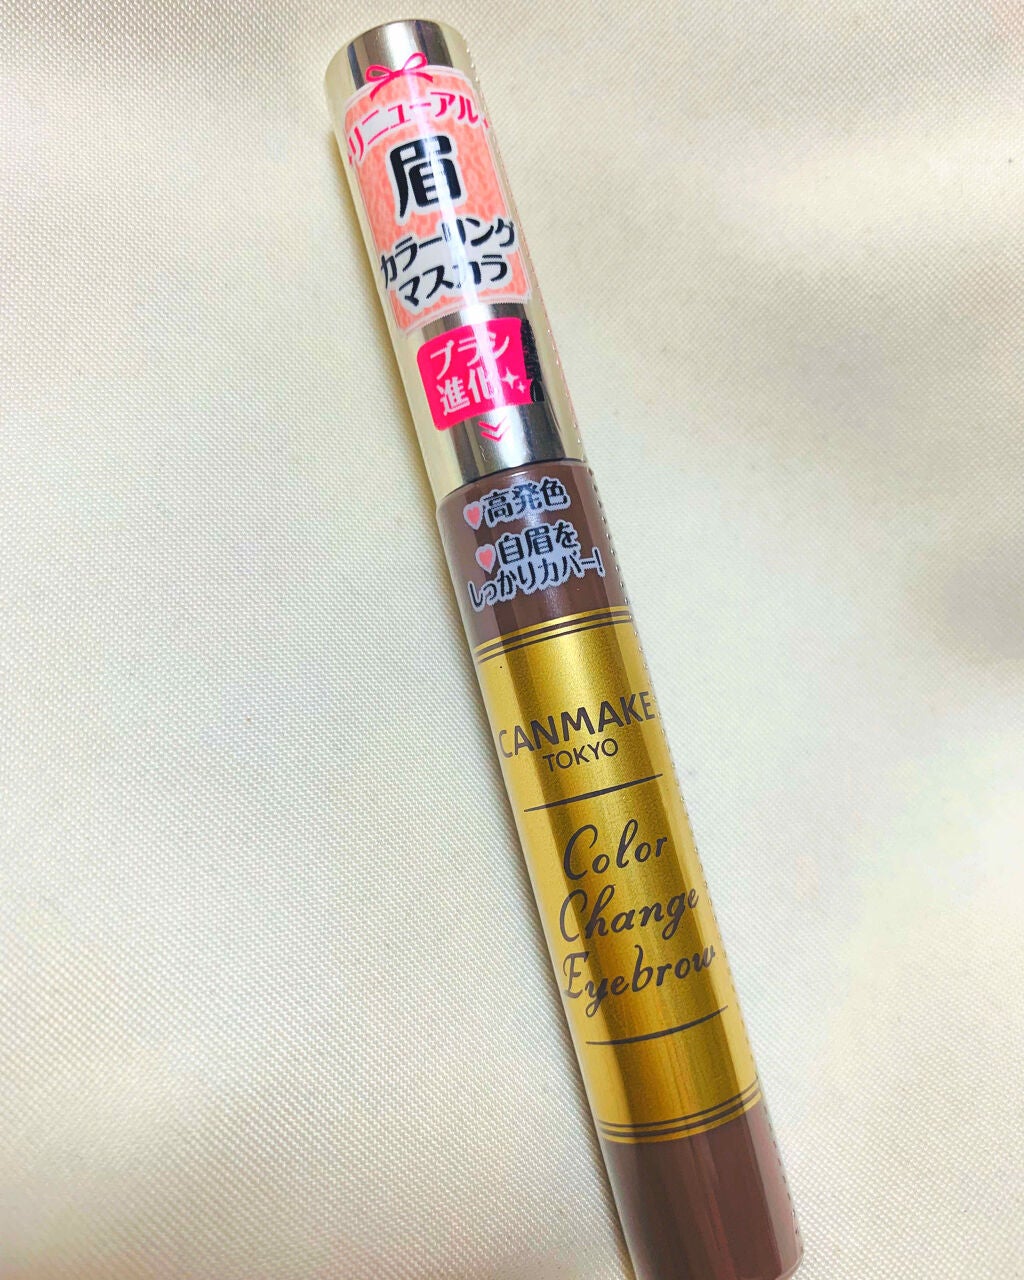 リニューアル
眉
カラーリング
マスカラ
ブラシ
進化
高発色
自眉を
しっかりカバー!
CANMAKE
TOKYO
Color
Change
Eyebrow